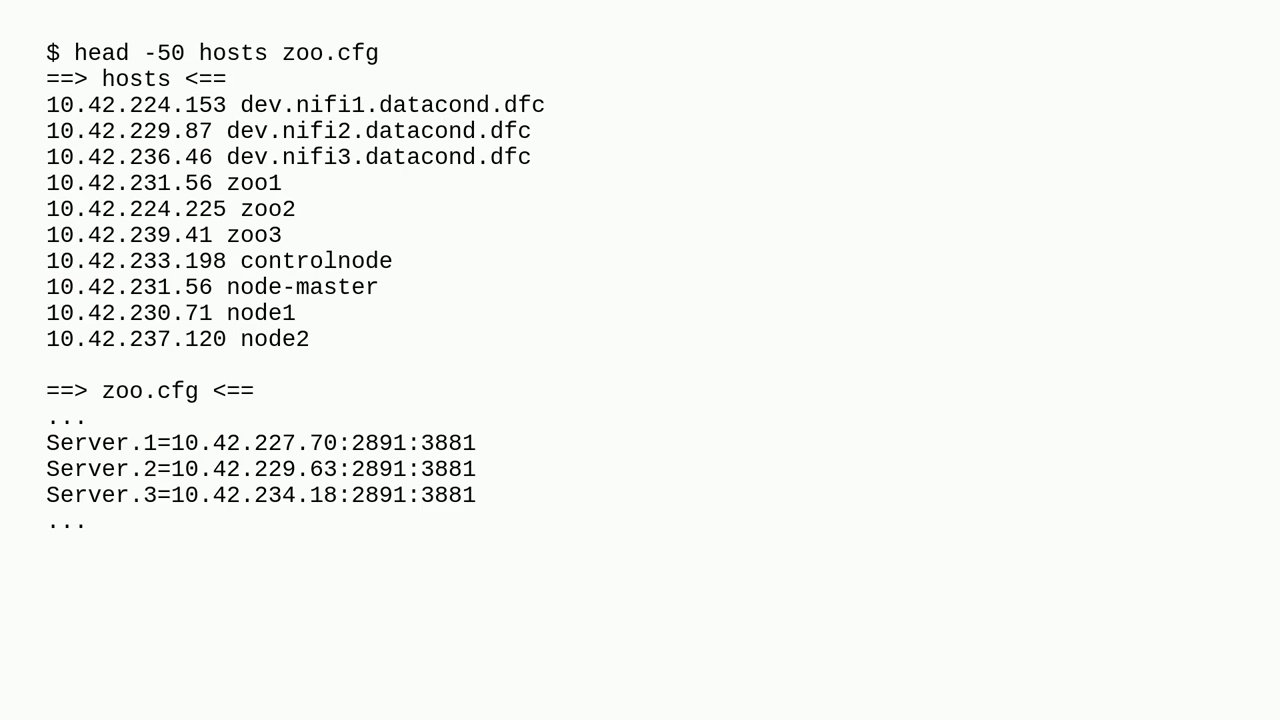 $ head -50 hosts zoo.cfg
==> hosts <==
10.42.224.153 dev.nifi1.datacond.dfc
10.42.229.87 dev.nifi2.datacond.dfc
10.42.236.46 dev.nifi3.datacond.dfc
10.42.231.56 zoo1
10.42.224.225 zoo2
10.42.239.41 zoo3
10.42.233.198 controlnode
10.42.231.56 node-master
10.42.230.71 node1
10.42.237.120 node2
==> zoo.cfg <==
...
Server.1=10.42.227.70:2891:3881
Server.2=10.42.229.63:2891:3881
Server.3=10.42.234.18:2891:3881
...